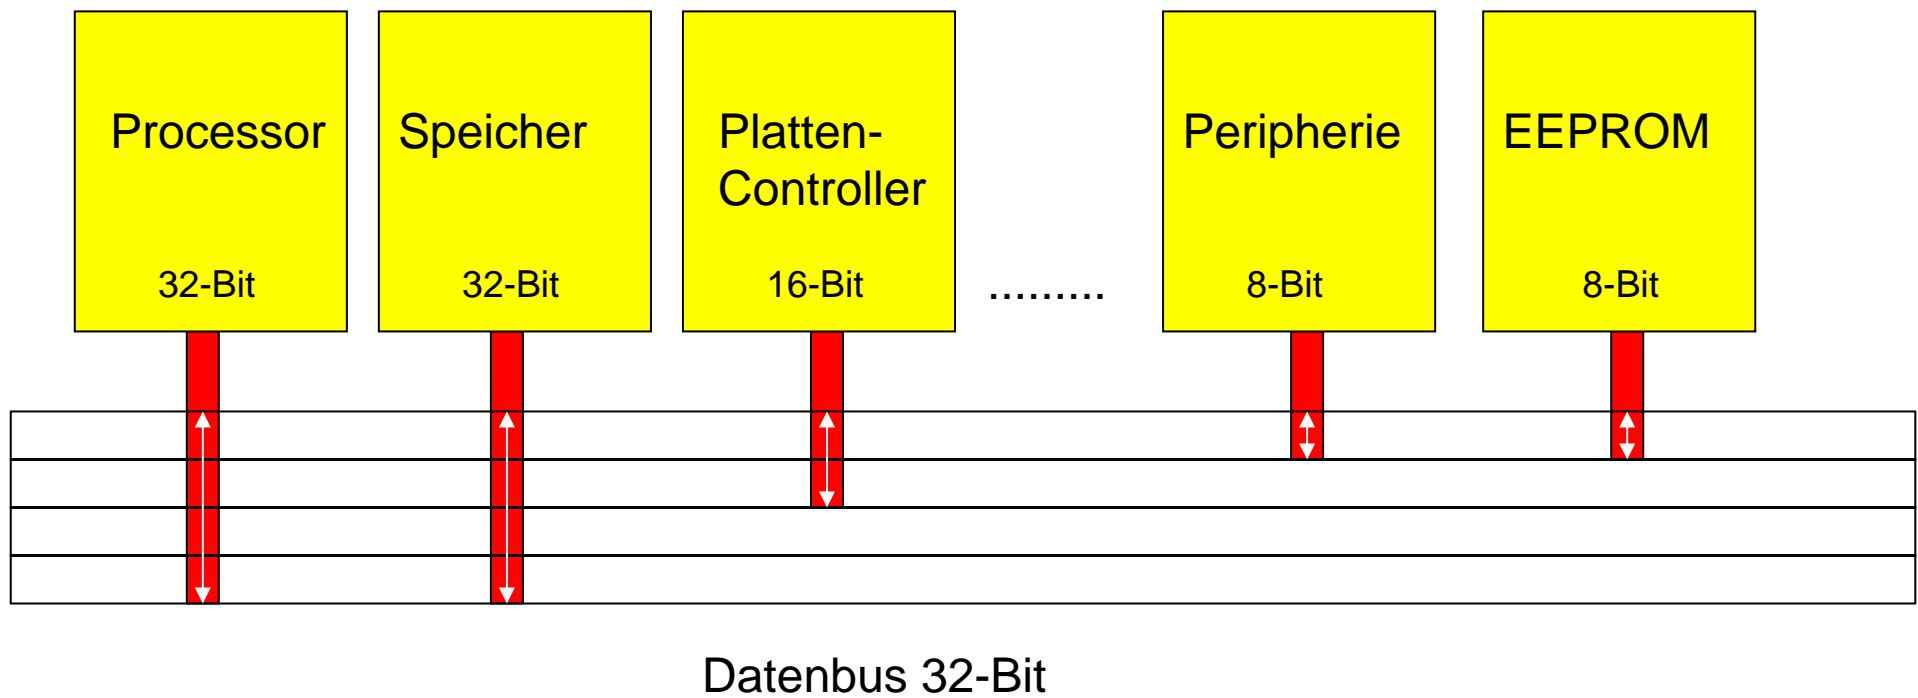 Processor
32-Bit
Speicher
32-Bit
Platten-
Controller
16-Bit
.........
Peripherie
8-Bit
EEPROM
8-Bit
Datenbus 32-Bit